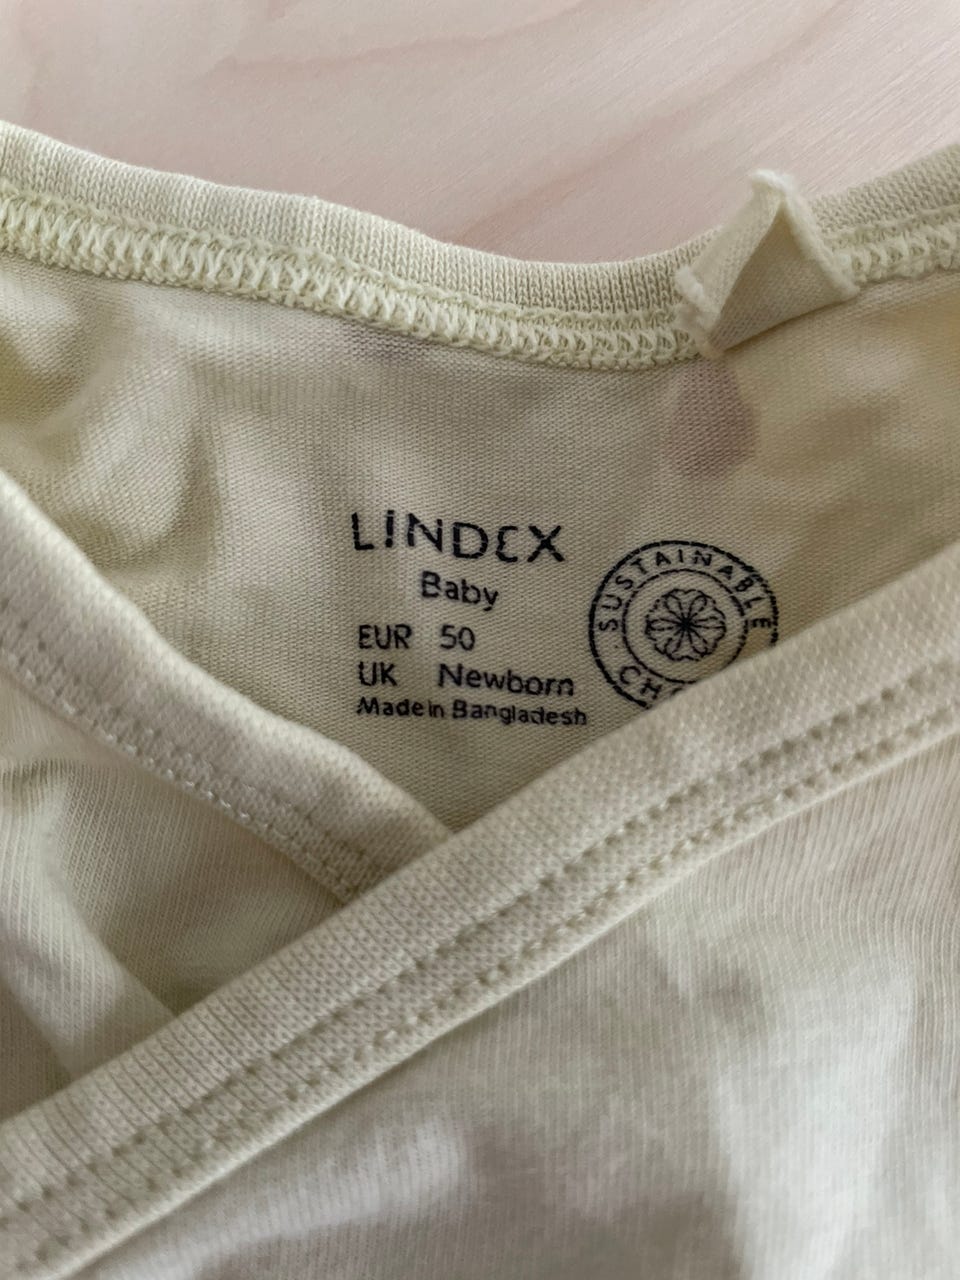 LINDEX
Baby
EUR 50
UK Newborn
Made in Bangladesh
SUSTAINABLE